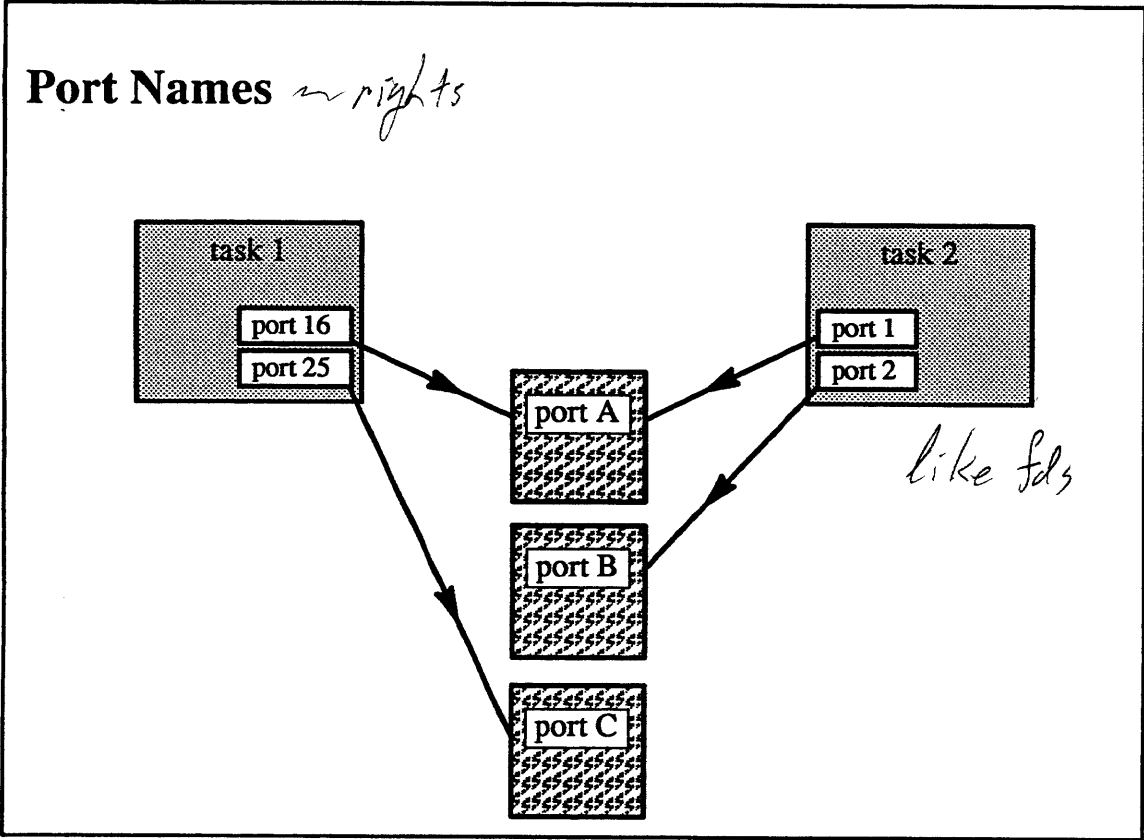 Port Names ~ rights
task 1
port 16
port 25
task 2
port 1
port 2
like fds
port A
port B
port C